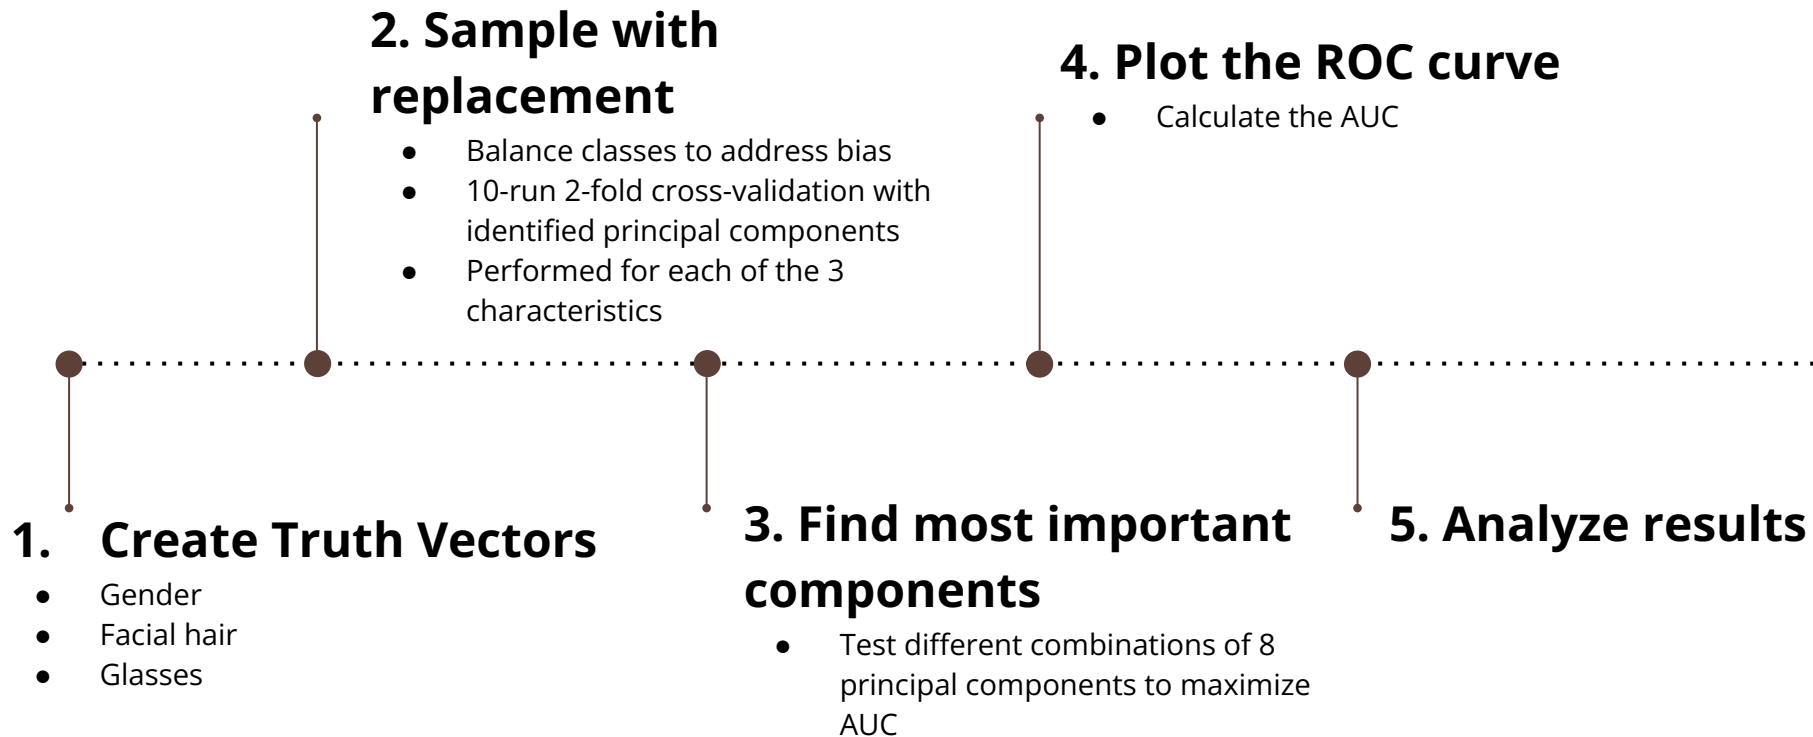 2. Sample with
replacement
● Balance classes to address bias
● 10-run 2-fold cross-validation with
identified principal components
● Performed for each of the 3
characteristics
4. Plot the ROC curve
● Calculate the AUC
1. Create Truth Vectors
● Gender
● Facial hair
● Glasses
3. Find most important
components
● Test different combinations of 8
principal components to maximize
AUC
5. Analyze results